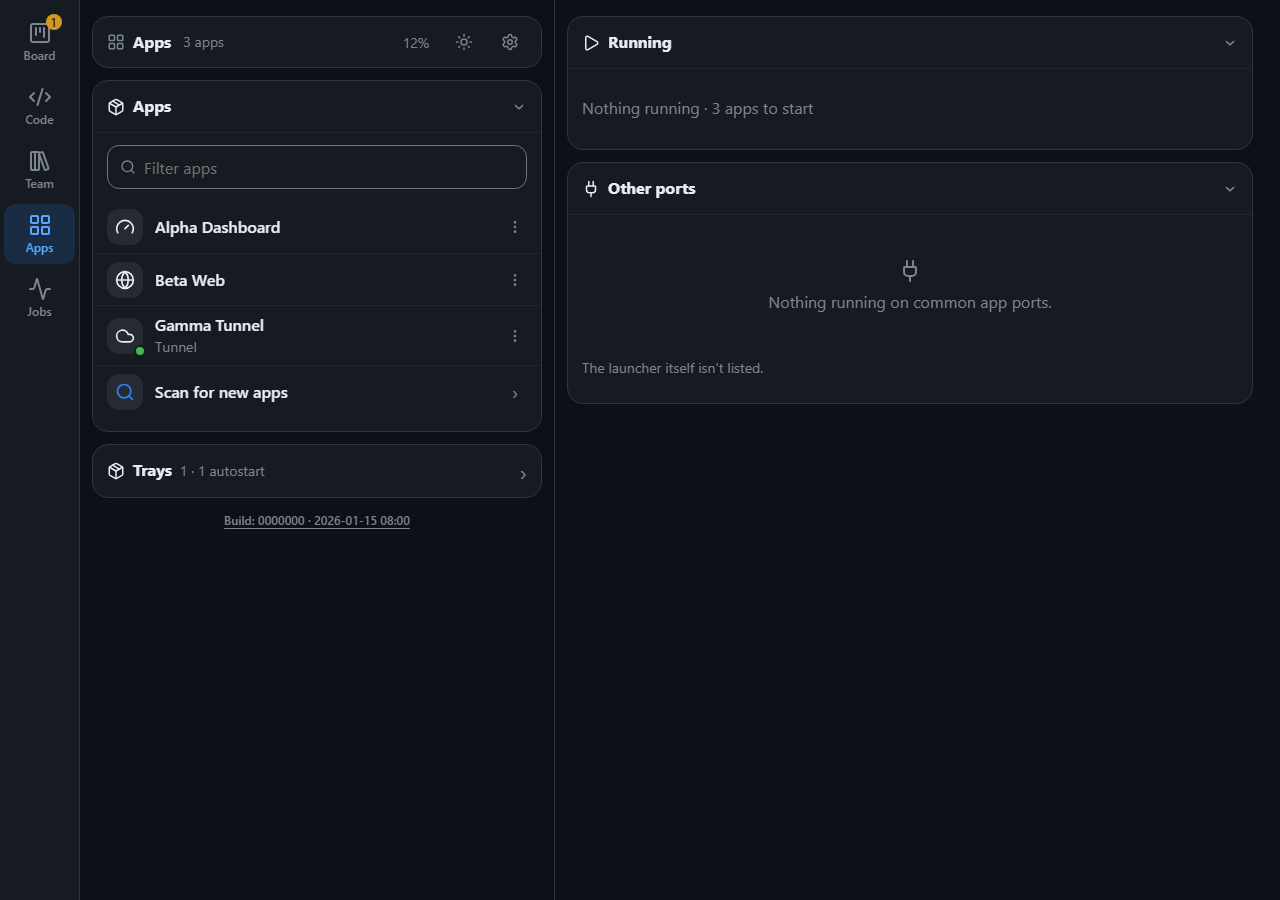 1
Board
Code
Team
Apps
Jobs
Apps 3 apps 12%
Apps
Filter apps
Alpha Dashboard
Beta Web
Gamma Tunnel
Tunnel
Scan for new apps
Trays 1 · 1 autostart
Build: 0000000 · 2026-01-15 08:00
Running
Nothing running · 3 apps to start
Other ports
Nothing running on common app ports.
The launcher itself isn't listed.